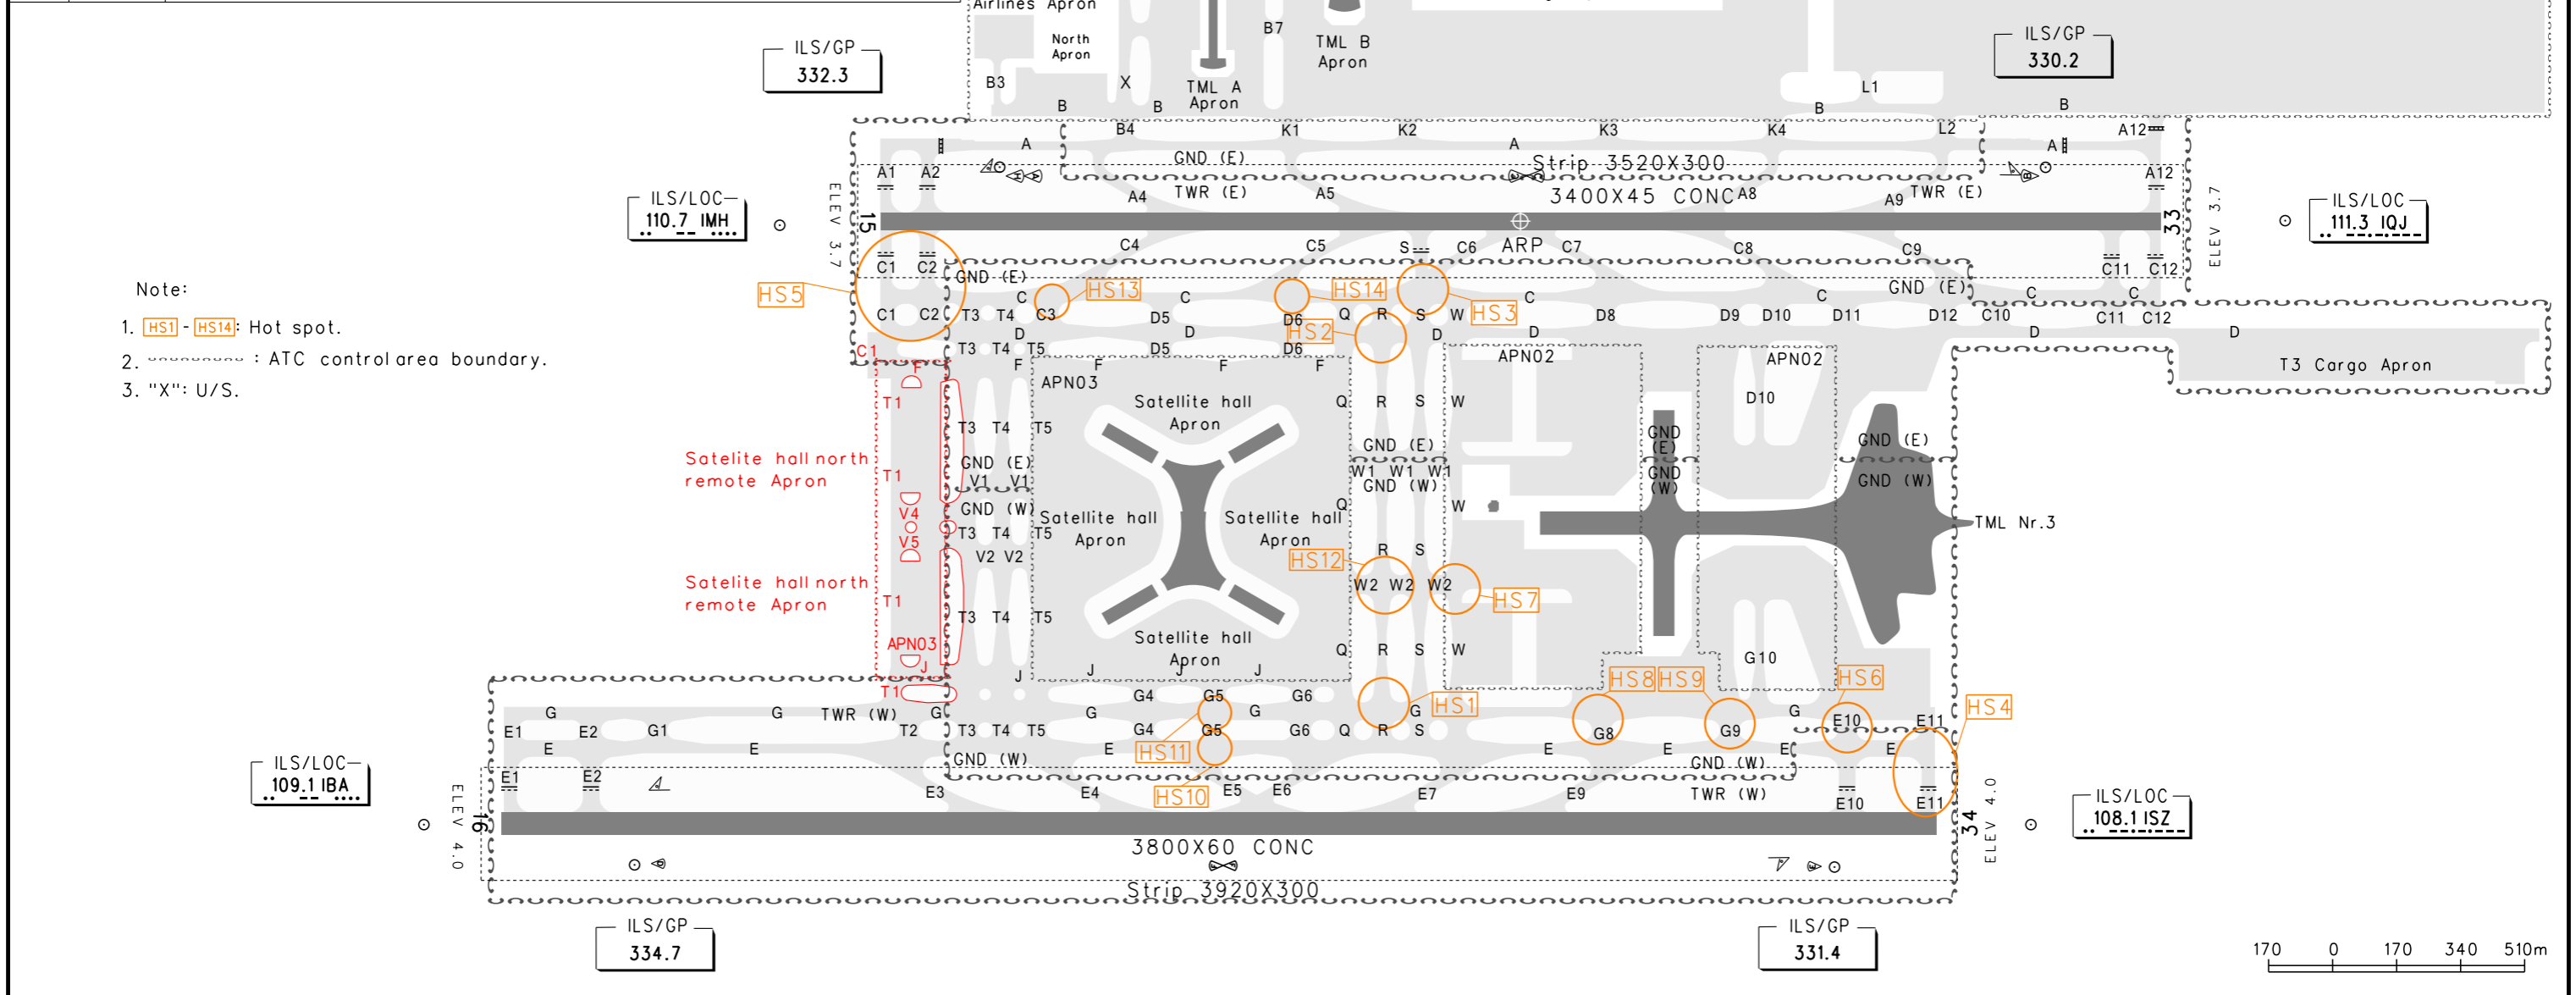 Airlines Apron
North
Apron
B7
TML B
Apron
B3
X
TML A
Apron
B
B
L1
B
B
ILS/GP
332.3
ILS/GP
330.2
B4
K1
K2
K3
K4
L2
A12
A
GND (E)
A
Strip 3520X300
A
A1
A2
A4
TWR (E)
A5
3400X45 CONC
A8
A9
TWR (E)
A12
ILS/LOC
110.7 IMH
ELEV 3.7
15
33
ELEV 3.7
ILS/LOC
111.3 IQJ
C4
C5
S
C6
ARP
C7
C8
C9
C1
C2
GND (E)
C11
C12
HS5
C
HS13
C
HS14
C
C
GND (E)
C
C
Note:
1. HS1 - HS14: Hot spot.
2. : ATC control area boundary.
3. "X": U/S.
C1
C2
T3
T4
C3
D5
D6
Q
R
S
W
HS3
D8
D9
D10
D11
D12
C10
C11
C12
D
D
HS2
D
D
D
D
C1
T3
T4
T5
D5
D6
APN02
APN02
F
F
F
F
F
T3 Cargo Apron
APN03
T1
Satellite hall
Apron
Q
R
S
W
D10
T3
T4
T5
GND (E)
GND
(E)
GND (E)
Satelite hall north
remote Apron
GND (E)
T1
V1
V1
W1
W1
W1
GND (W)
GND
(W)
GND (W)
Q
W
V4
GND (W)
Satellite hall
Apron
Satellite hall
Apron
TML Nr.3
V5
T3
T4
T5
V2
V2
R
S
HS12
Satelite hall north
remote Apron
T1
W2
W2
W2
HS7
T3
T4
T5
APN03
Satellite hall
Apron
Q
R
S
W
G10
J
J
J
J
J
HS8
HS9
HS6
T1
G4
G5
G6
HS1
HS4
G
G
TWR (W)
G
G
G
G
G
E1
E2
G1
T2
T3
T4
T5
G4
G5
G6
Q
R
S
G8
G9
E10
E11
E
E
E
HS11
E
E
E
E
GND (W)
GND (W)
ILS/LOC
109.1 IBA
E1
E2
E3
E4
HS10
E5
E6
E7
E9
TWR (W)
E10
E11
ELEV 4.0
16
34
ELEV 4.0
ILS/LOC
108.1 ISZ
3800X60 CONC
Strip 3920X300
ILS/GP
334.7
ILS/GP
331.4
170 0 170 340 510m